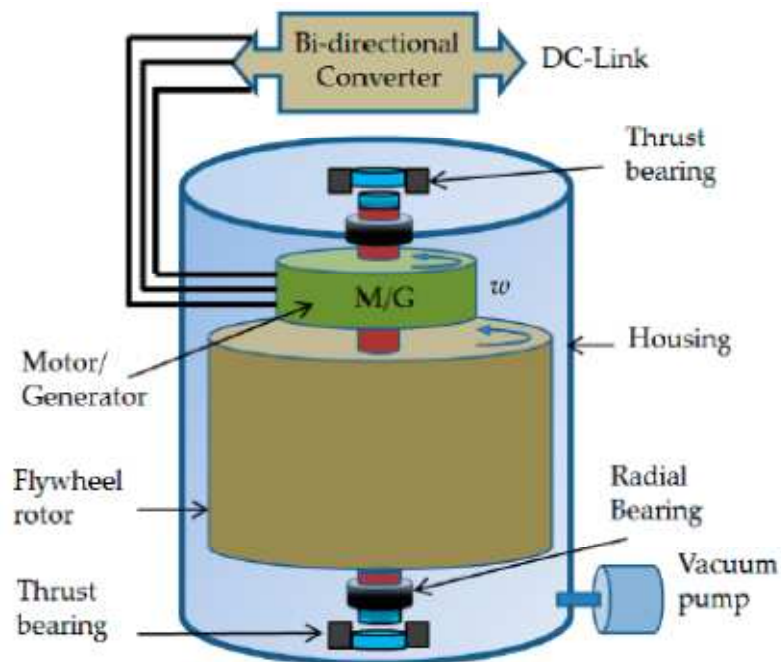 Bi-directional
Converter
DC-Link
Thrust
bearing
M/G
w
Motor/
Generator
Housing
Flywheel
rotor
Radial
Bearing
Thrust
bearing
Vacuum
pump